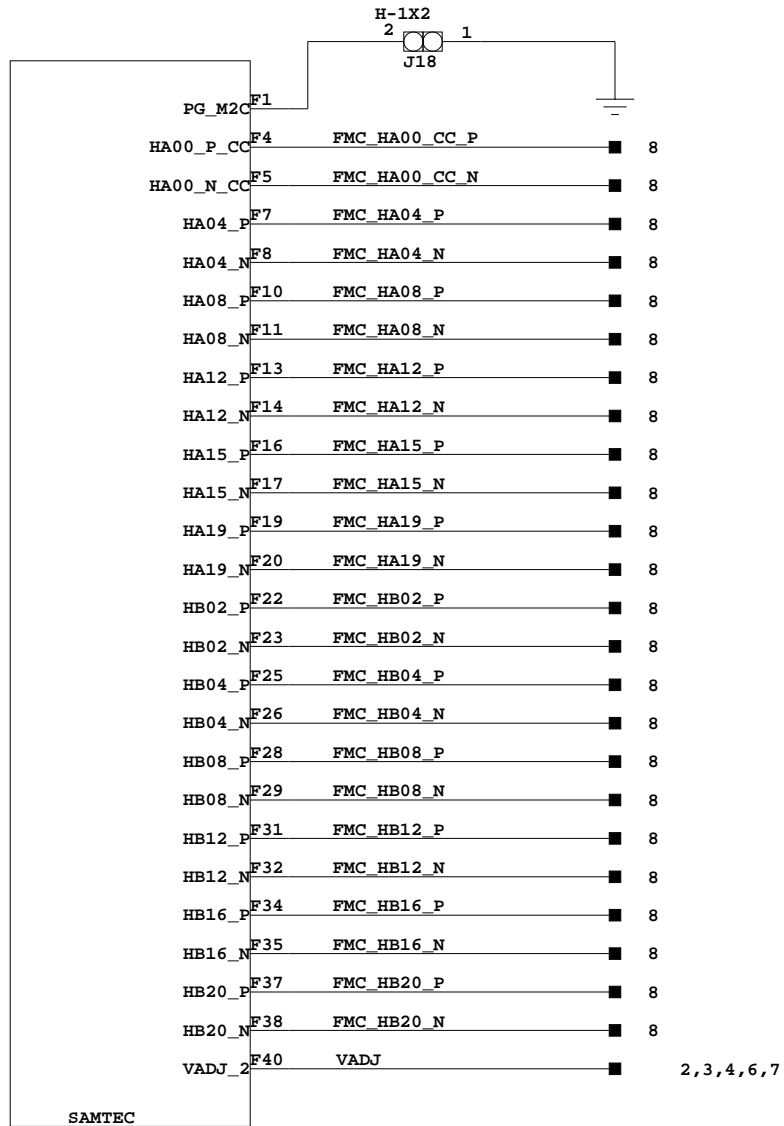 H-1X2
2 1
J18
PG_M2C F1
HA00_P_CC F4 FMC_HA00_CC_P 8
HA00_N_CC F5 FMC_HA00_CC_N 8
HA04_P F7 FMC_HA04_P 8
HA04_N F8 FMC_HA04_N 8
HA08_P F10 FMC_HA08_P 8
HA08_N F11 FMC_HA08_N 8
HA12_P F13 FMC_HA12_P 8
HA12_N F14 FMC_HA12_N 8
HA15_P F16 FMC_HA15_P 8
HA15_N F17 FMC_HA15_N 8
HA19_P F19 FMC_HA19_P 8
HA19_N F20 FMC_HA19_N 8
HB02_P F22 FMC_HB02_P 8
HB02_N F23 FMC_HB02_N 8
HB04_P F25 FMC_HB04_P 8
HB04_N F26 FMC_HB04_N 8
HB08_P F28 FMC_HB08_P 8
HB08_N F29 FMC_HB08_N 8
HB12_P F31 FMC_HB12_P 8
HB12_N F32 FMC_HB12_N 8
HB16_P F34 FMC_HB16_P 8
HB16_N F35 FMC_HB16_N 8
HB20_P F37 FMC_HB20_P 8
HB20_N F38 FMC_HB20_N 8
VADJ_2 F40 VADJ 2,3,4,6,7
SAMTEC